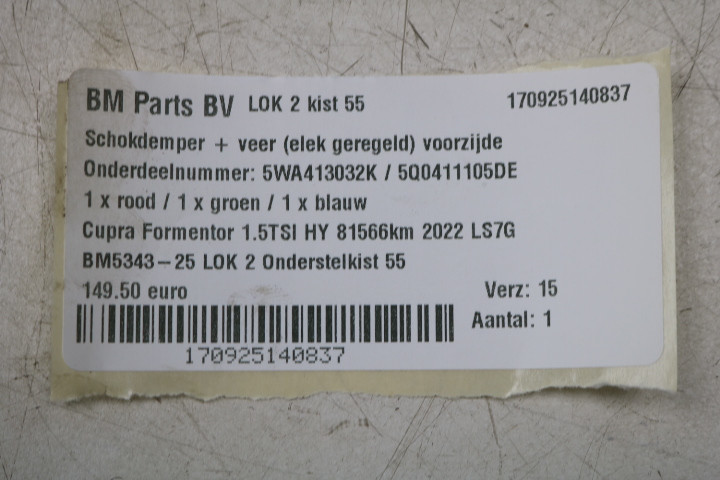 BM Parts BV LOK 2 kist 55 170925140837
Schokdemper + veer (elek geregeld) voorzijde
Onderdeelnummer: 5WA413032K / 5Q0411105DE
1 x rood / 1 x groen / 1 x blauw
Cupra Formentor 1.5TSI HY 81566km 2022 LS7G
BM5343-25 LOK 2 Onderstelkist 55
149.50 euro Verz: 15
Aantal: 1
170925140837